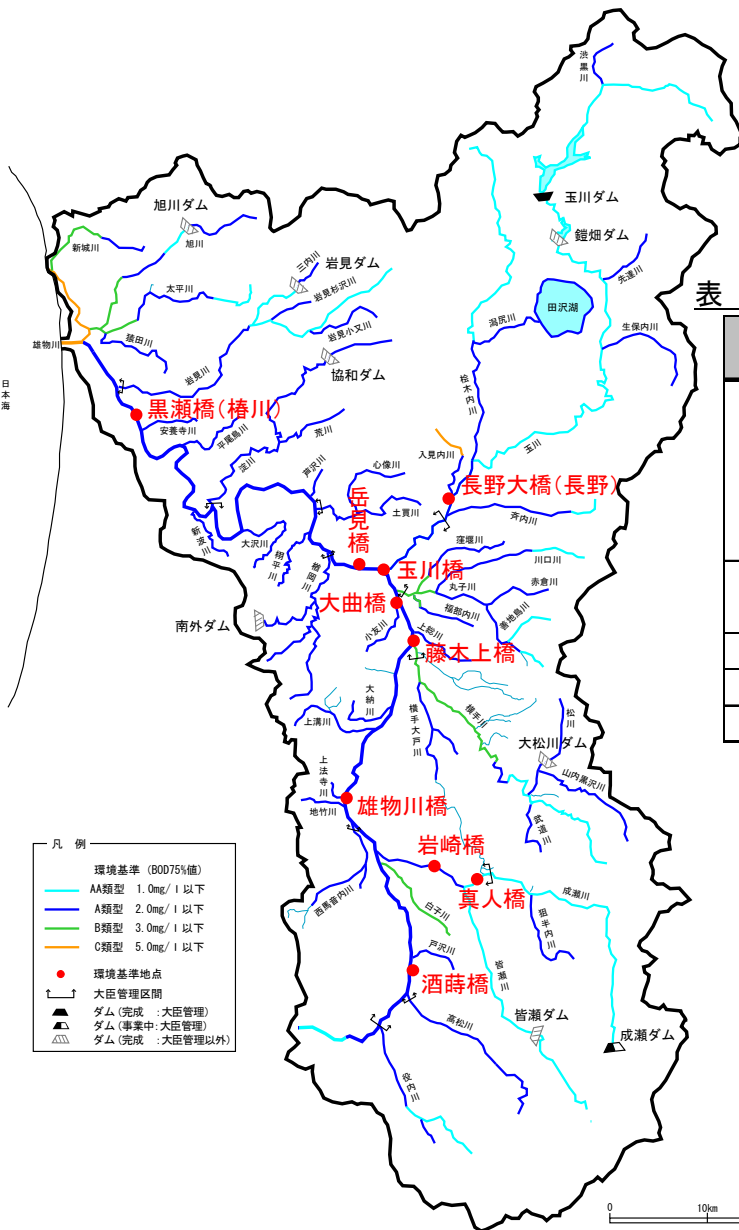 渋黒川
玉川ダム
鎧畑ダム
先達川
田沢湖
潟尻川
生保内川
桧木内川
玉川
旭川ダム
旭川
新城川
三内川
岩見ダム
岩見杉沢川
太平川
岩見小又川
猿田川
雄物川
岩見川
協和ダム
日本海
黒瀬橋(椿川)
安養寺川
平尾鳥川
荒川
淀川
戸沢川
心像川
入見内川
長野大橋(長野)
土買川
岳見橋
斉内川
新波川
大沢川
栩平川
楢岡川
窪堰川
川口川
玉川橋
丸子川
赤倉川
大曲橋
福部内川
善地鳥川
南外ダム
小友川
上総川
藤木上橋
大納川
上溝川
横手大戸川
横手川
松川
大松川ダム
山内黒沢川
上法寺川
地竹川
雄物川橋
武道川
岩崎橋
真人橋
成瀬川
西馬音内川
白子川
狙半内川
戸沢川
皆瀬川
酒蒔橋
高松川
皆瀬ダム
成瀬ダム
役内川
表
凡 例
環境基準 (BOD75%値)
AA類型 1.0mg/l以下
A類型 2.0mg/l以下
B類型 3.0mg/l以下
C類型 5.0mg/l以下
環境基準地点
大臣管理区間
ダム(完成 :大臣管理)
ダム(事業中:大臣管理)
ダム(完成 :大臣管理以外)
0 10km